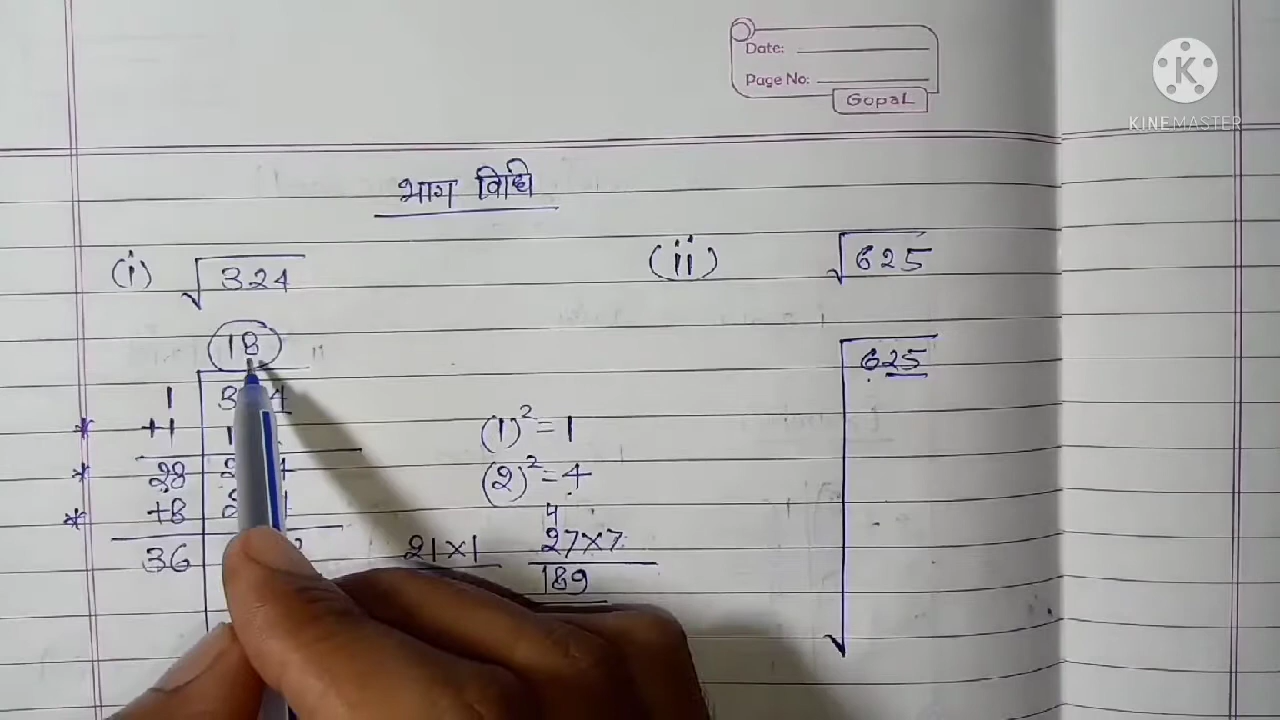 Date:
Page No:
GopaL
KINEMASTER
भाग विधि
(i) √324
(ii) √625
18
1
+1
28
+8
36
(1)² = 1
(2)² = 4
21×1
4
27×7
189
625